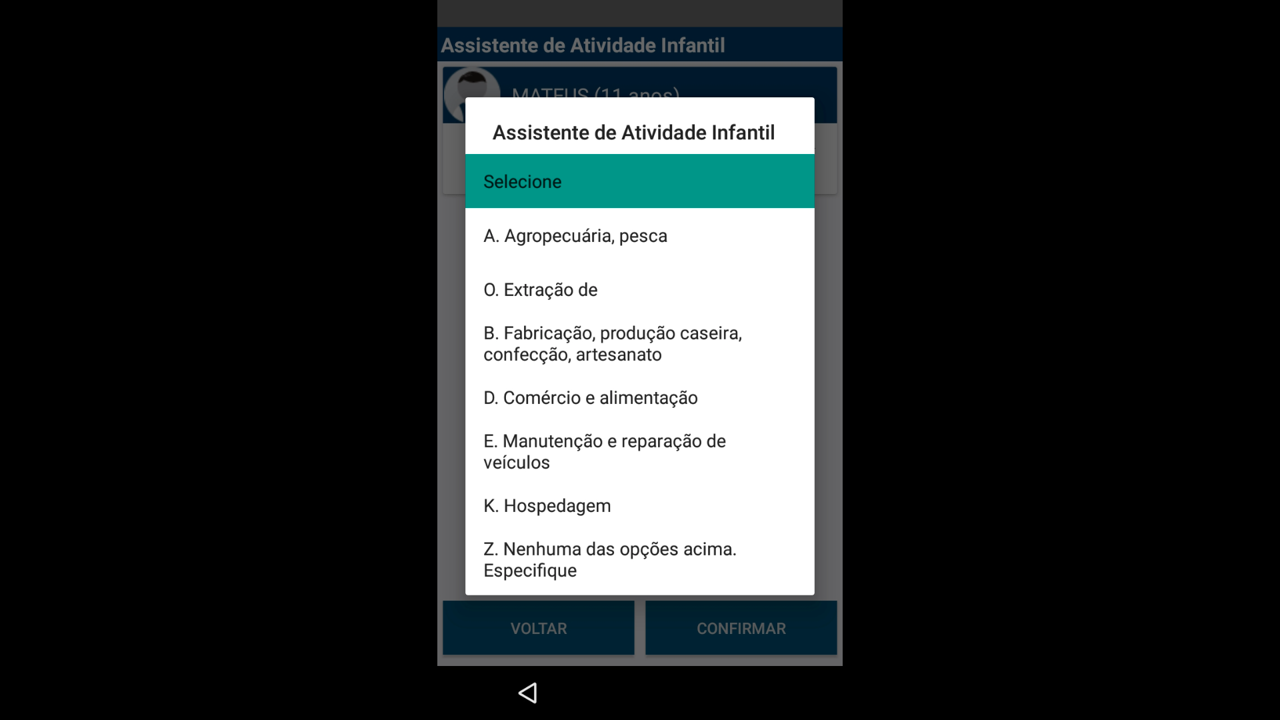 Assistente de Atividade Infantil
MATEUS (11 anos)
Assistente de Atividade Infantil
Selecione
A. Agropecuária, pesca
O. Extração de
B. Fabricação, produção caseira,
confecção, artesanato
D. Comércio e alimentação
E. Manutenção e reparação de
veículos
K. Hospedagem
Z. Nenhuma das opções acima.
Especifique
VOLTAR
CONFIRMAR